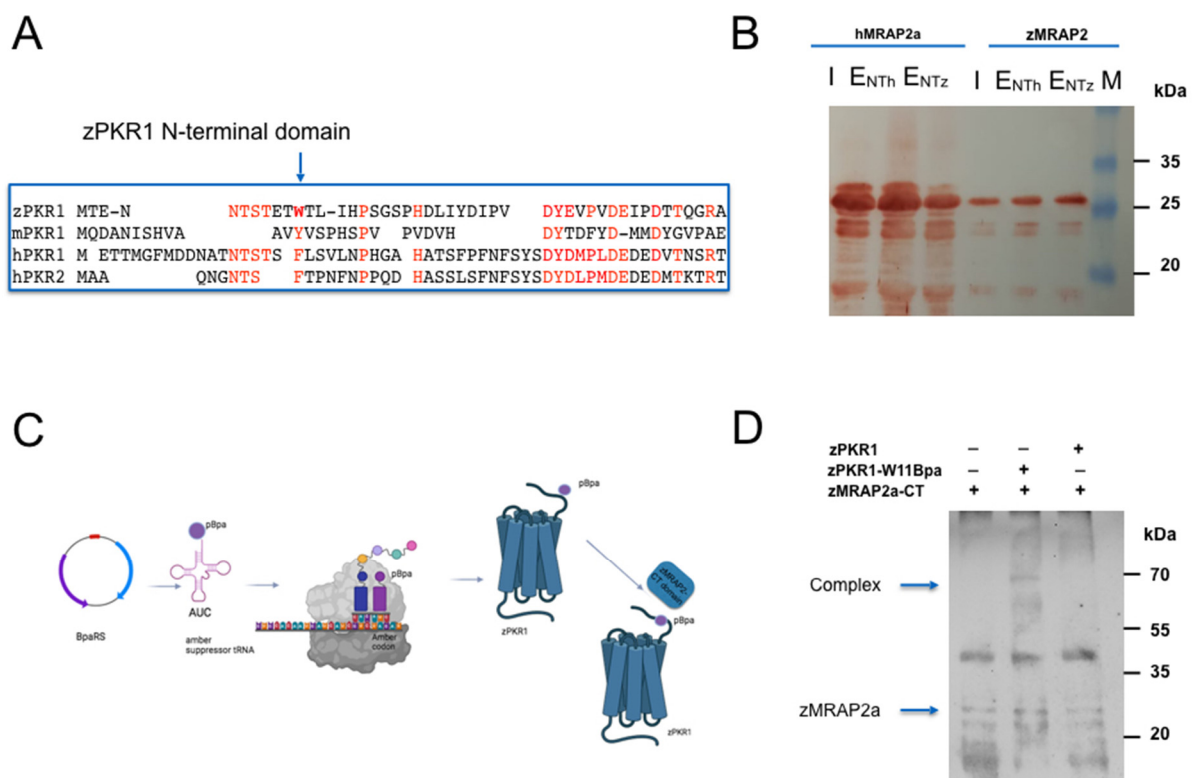 A
zPKR1 N-terminal domain
zPKR1 MTE-N NTSTETWTL-IHPSGSPHDLIYDIPV DYEVPVDEIPDTTQGRA
mPKR1 MQDANISHVA AVYVSPHSPV PVDVH DYTDFYD-MMDYGVPAE
hPKR1 M ETTMGFMDDNATNTSTS FLSVLNPHGA HATSFPFNFSYSDYDMPLDEDEDVTNSRT
hPKR2 MAA QNGNTS FTPNFNPPQD HASSLSFNFSYSDYDLPMDEDEDMTKTRT
B
hMRAP2a zMRAP2
I ENTh ENTz I ENTh ENTz M
kDa
35
25
20
C
BpaRS
pBpa
AUC
amber
suppressor tRNA
pBpa
Amber
codon
pBpa
zPKR1
zMRAP2-
CT domain
pBpa
zPKR1
D
zPKR1 – – +
zPKR1-W11Bpa – + –
zMRAP2a-CT + + +
kDa
Complex
70
55
35
zMRAP2a
20